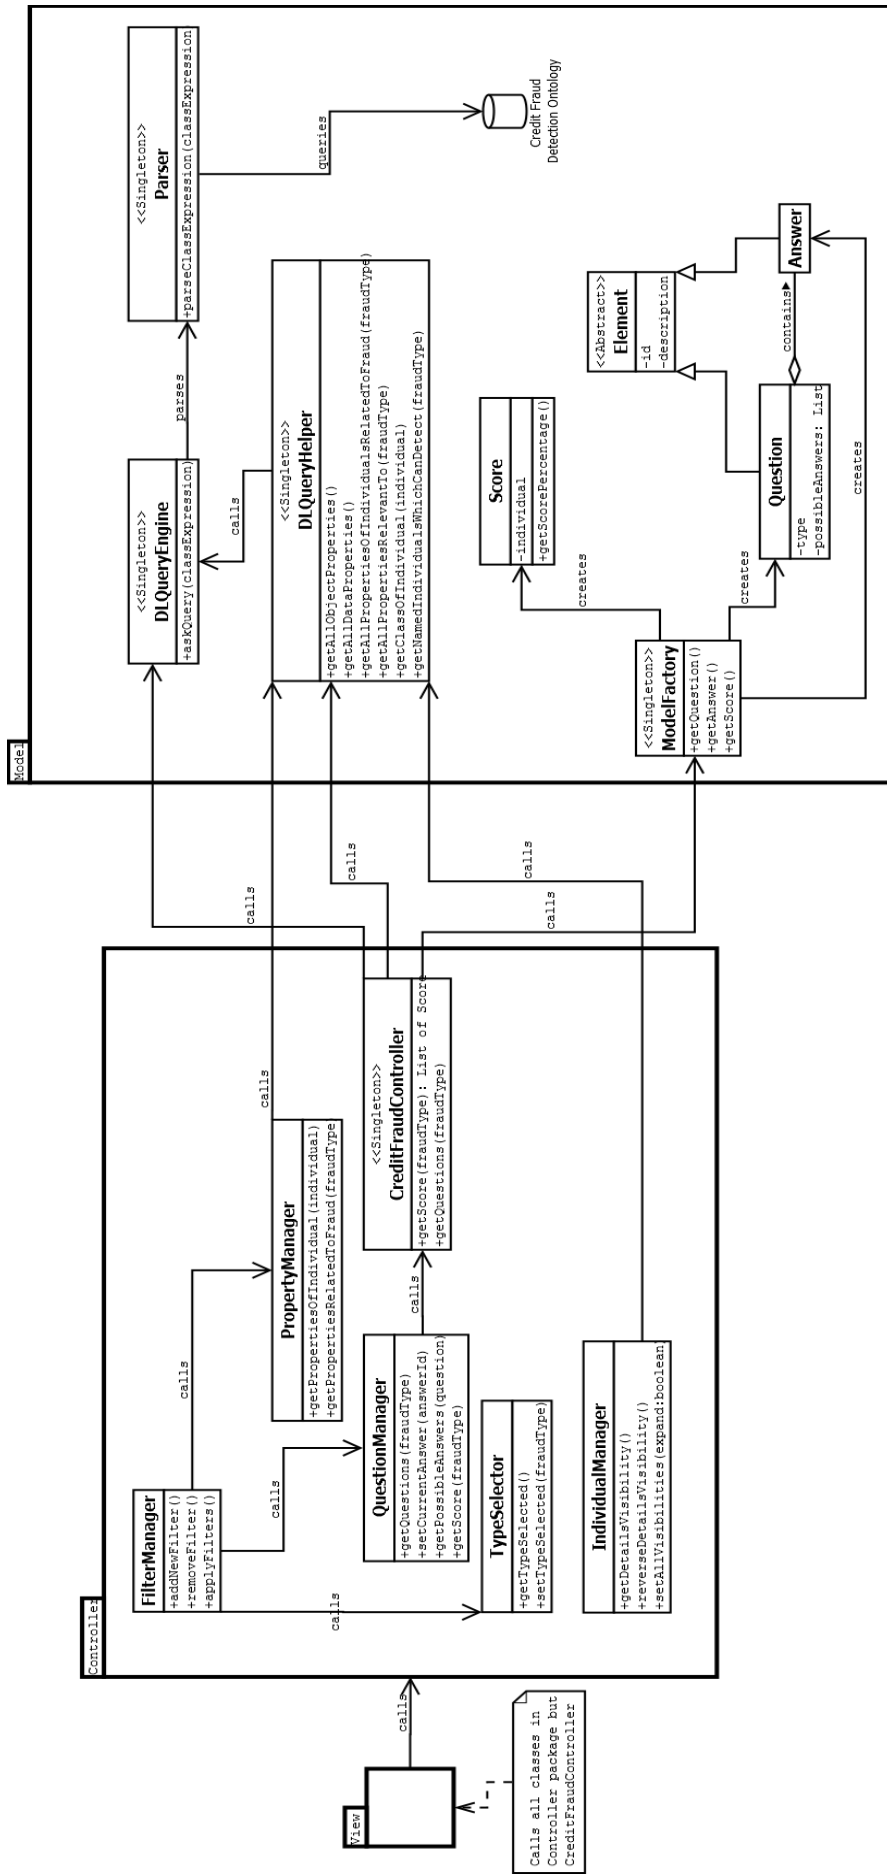 View
calls
Calls all classes in
Controller package but
CreditFraudController
Controller
FilterManager
+addNewFilter()
+removeFilter()
+applyFilters()
calls
calls
calls
PropertyManager
+getPropertiesOfIndividual(individual)
+getPropertiesRelatedToFraud(fraudType
QuestionManager
+getQuestions(fraudType)
+setCurrentAnswer(answerId)
+getPossibleAnswers(question)
+getScore(fraudType)
TypeSelector
+getTypeSelected()
+setTypeSelected(fraudType)
IndividualManager
+getDetailsVisibility()
+reverseDetailsVisibility()
+setAllVisibilities(expand:boolean)
calls
<<Singleton>>
CreditFraudController
+getScore(fraudType): List of Score
+getQuestions(fraudType)
calls
calls
calls
calls
calls
Model
<<Singleton>>
DLQueryEngine
+askQuery(classExpression)
parses
<<Singleton>>
Parser
+parseClassExpression(classExpression)
calls
queries
<<Singleton>>
DLQueryHelper
+getAllObjectProperties()
+getAllDataProperties()
+getAllPropertiesOfIndividualsRelatedToFraud(fraudType)
+getAllPropertiesRelevantTo(fraudType)
+getClassOfIndividual(individual)
+getNamedIndividualsWhichCanDetect(fraudType)
Credit Fraud
Detection Ontology
Score
-individual
+getScorePercentage()
<<Abstract>>
Element
-id
-description
<<Singleton>>
ModelFactory
+getQuestion()
+getAnswer()
+getScore()
creates
creates
creates
Question
-type
-possibleAnswers: List
contains
Answer